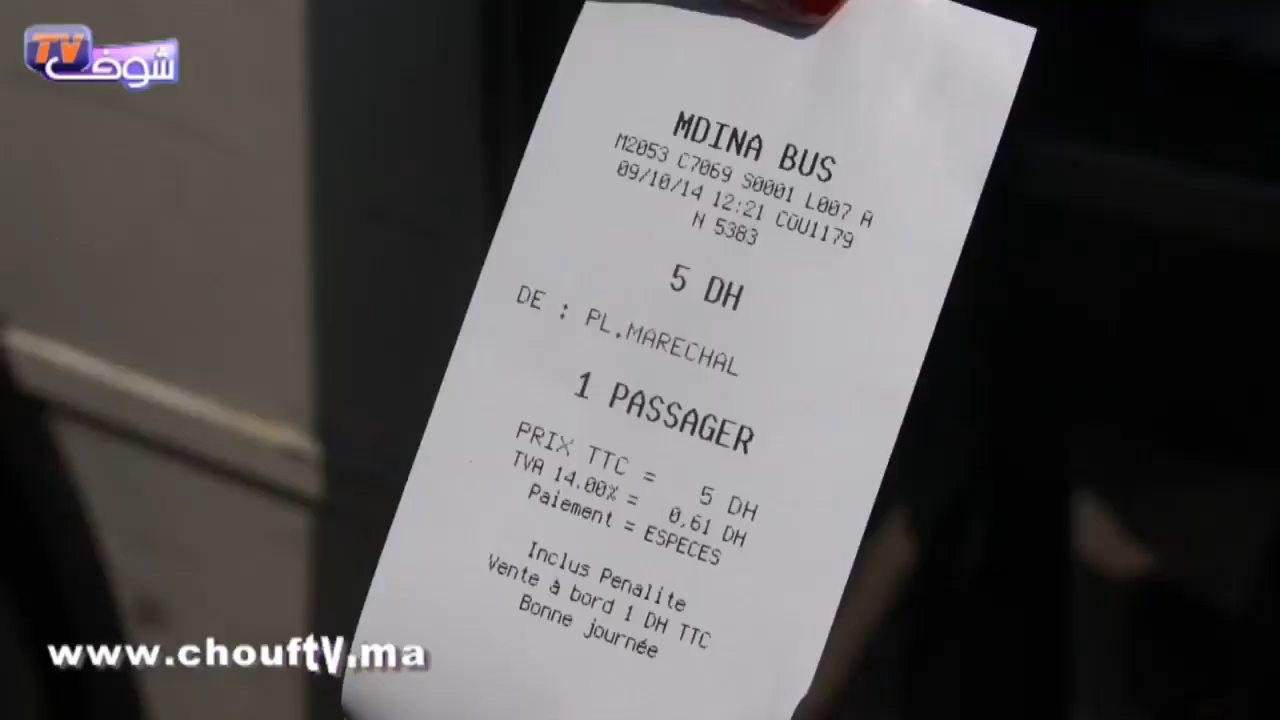 TV
شوف
MDINA BUS
M2053 C7069 S0001 L007 A
09/10/14 12:21 COU1179
N 5383
5 DH
DE : PL.MARECHAL
1 PASSAGER
PRIX TTC = 5 DH
TVA 14.00% = 0,61 DH
Paiement = ESPECES
Inclus Penalite
Vente à bord 1 DH TTC
Bonne journée
www.chouftv.ma